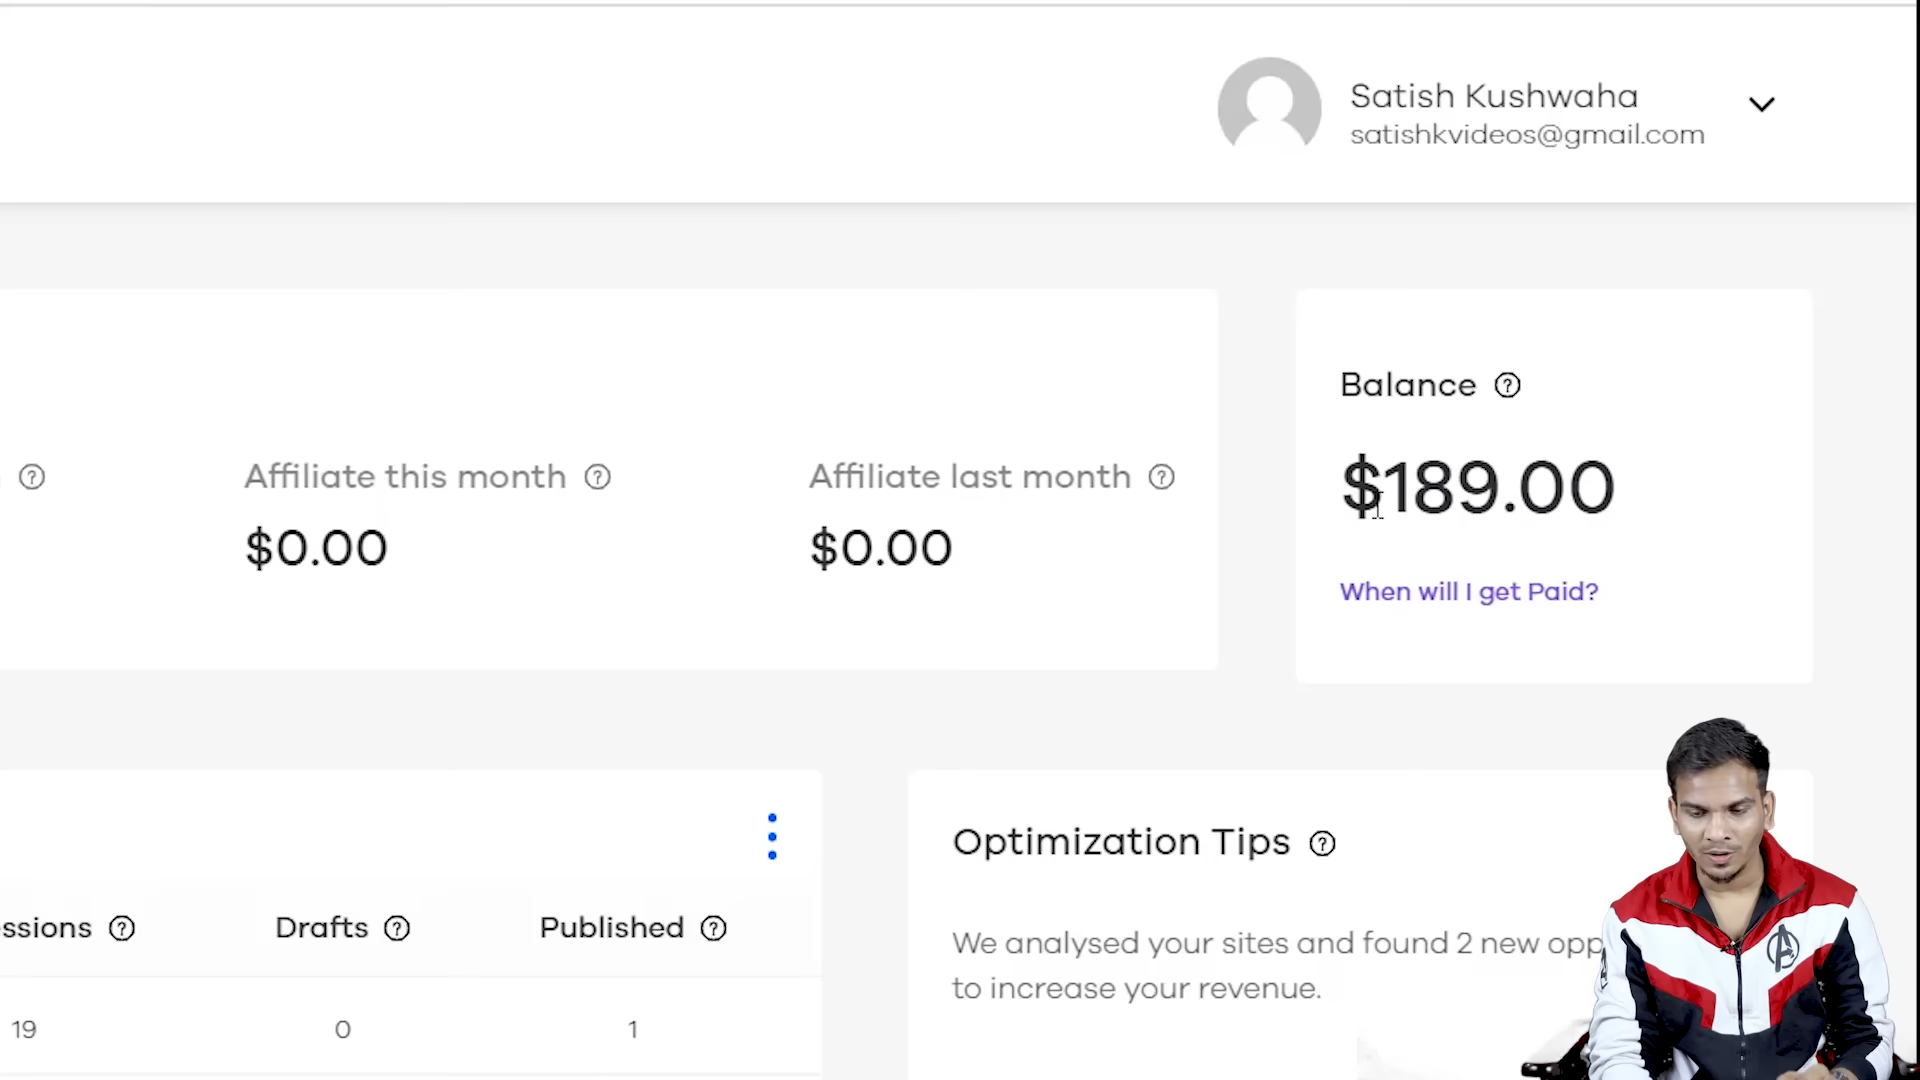 Satish Kushwaha
satishkvideos@gmail.com
Balance
$189.00
When will I get Paid?
Affiliate this month
$0.00
Affiliate last month
$0.00
ssions
Drafts
Published
19
0
1
Optimization Tips
We analysed your sites and found 2 new opp
to increase your revenue.